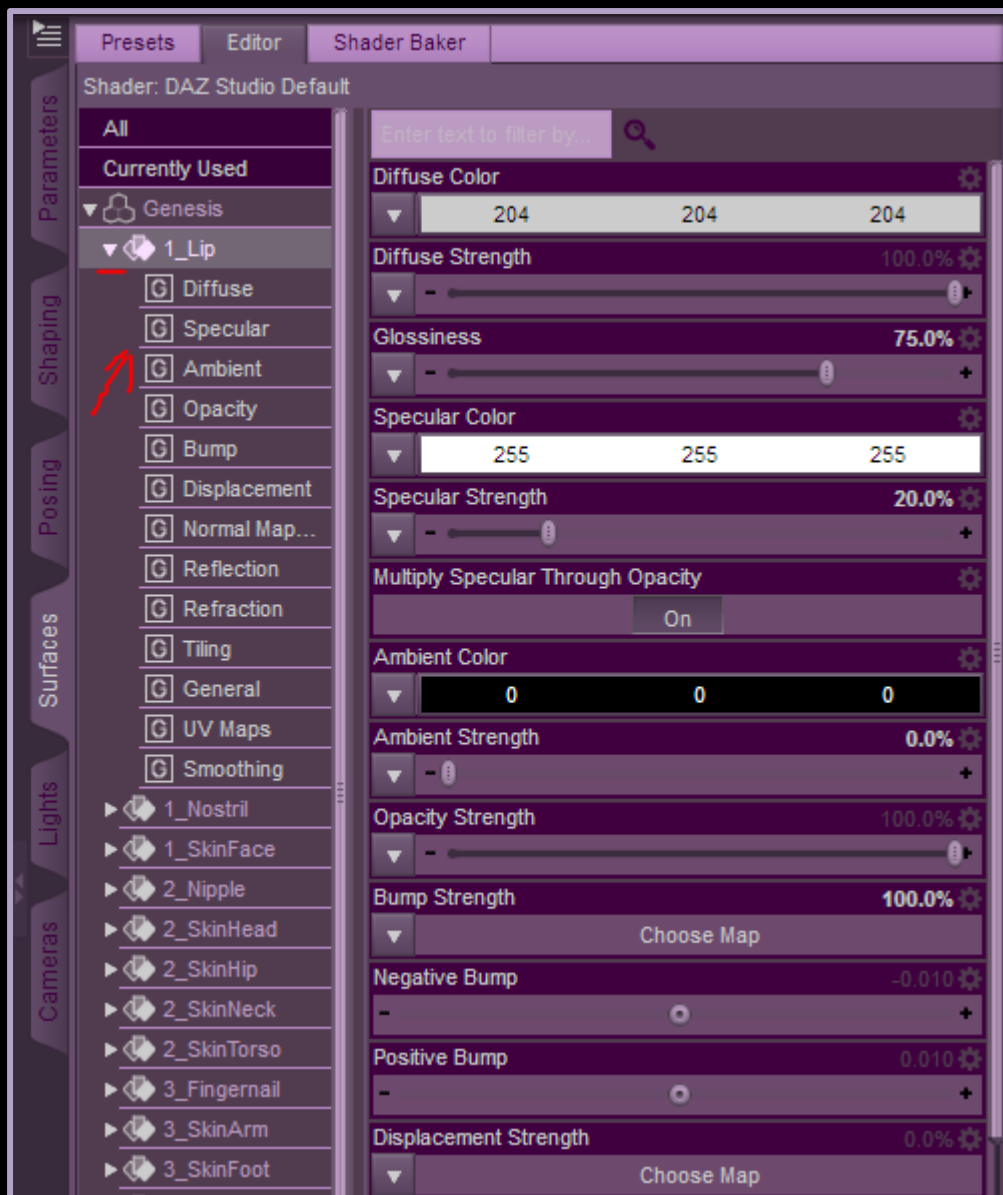 Presets Editor Shader Baker
Shader: DAZ Studio Default
Parameters
Shaping
Posing
Surfaces
Lights
Cameras
All
Currently Used
Genesis
1_Lip
G Diffuse
G Specular
G Ambient
G Opacity
G Bump
G Displacement
G Normal Map...
G Reflection
G Refraction
G Tiling
G General
G UV Maps
G Smoothing
1_Nostril
1_SkinFace
2_Nipple
2_SkinHead
2_SkinHip
2_SkinNeck
2_SkinTorso
3_Fingernail
3_SkinArm
3_SkinFoot
Enter text to filter by...
Diffuse Color
204 204 204
Diffuse Strength 100.0%
- +
Glossiness 75.0%
- +
Specular Color
255 255 255
Specular Strength 20.0%
- +
Multiply Specular Through Opacity
On
Ambient Color
0 0 0
Ambient Strength 0.0%
- +
Opacity Strength 100.0%
- +
Bump Strength 100.0%
Choose Map
Negative Bump -0.010
- +
Positive Bump 0.010
- +
Displacement Strength 0.0%
Choose Map